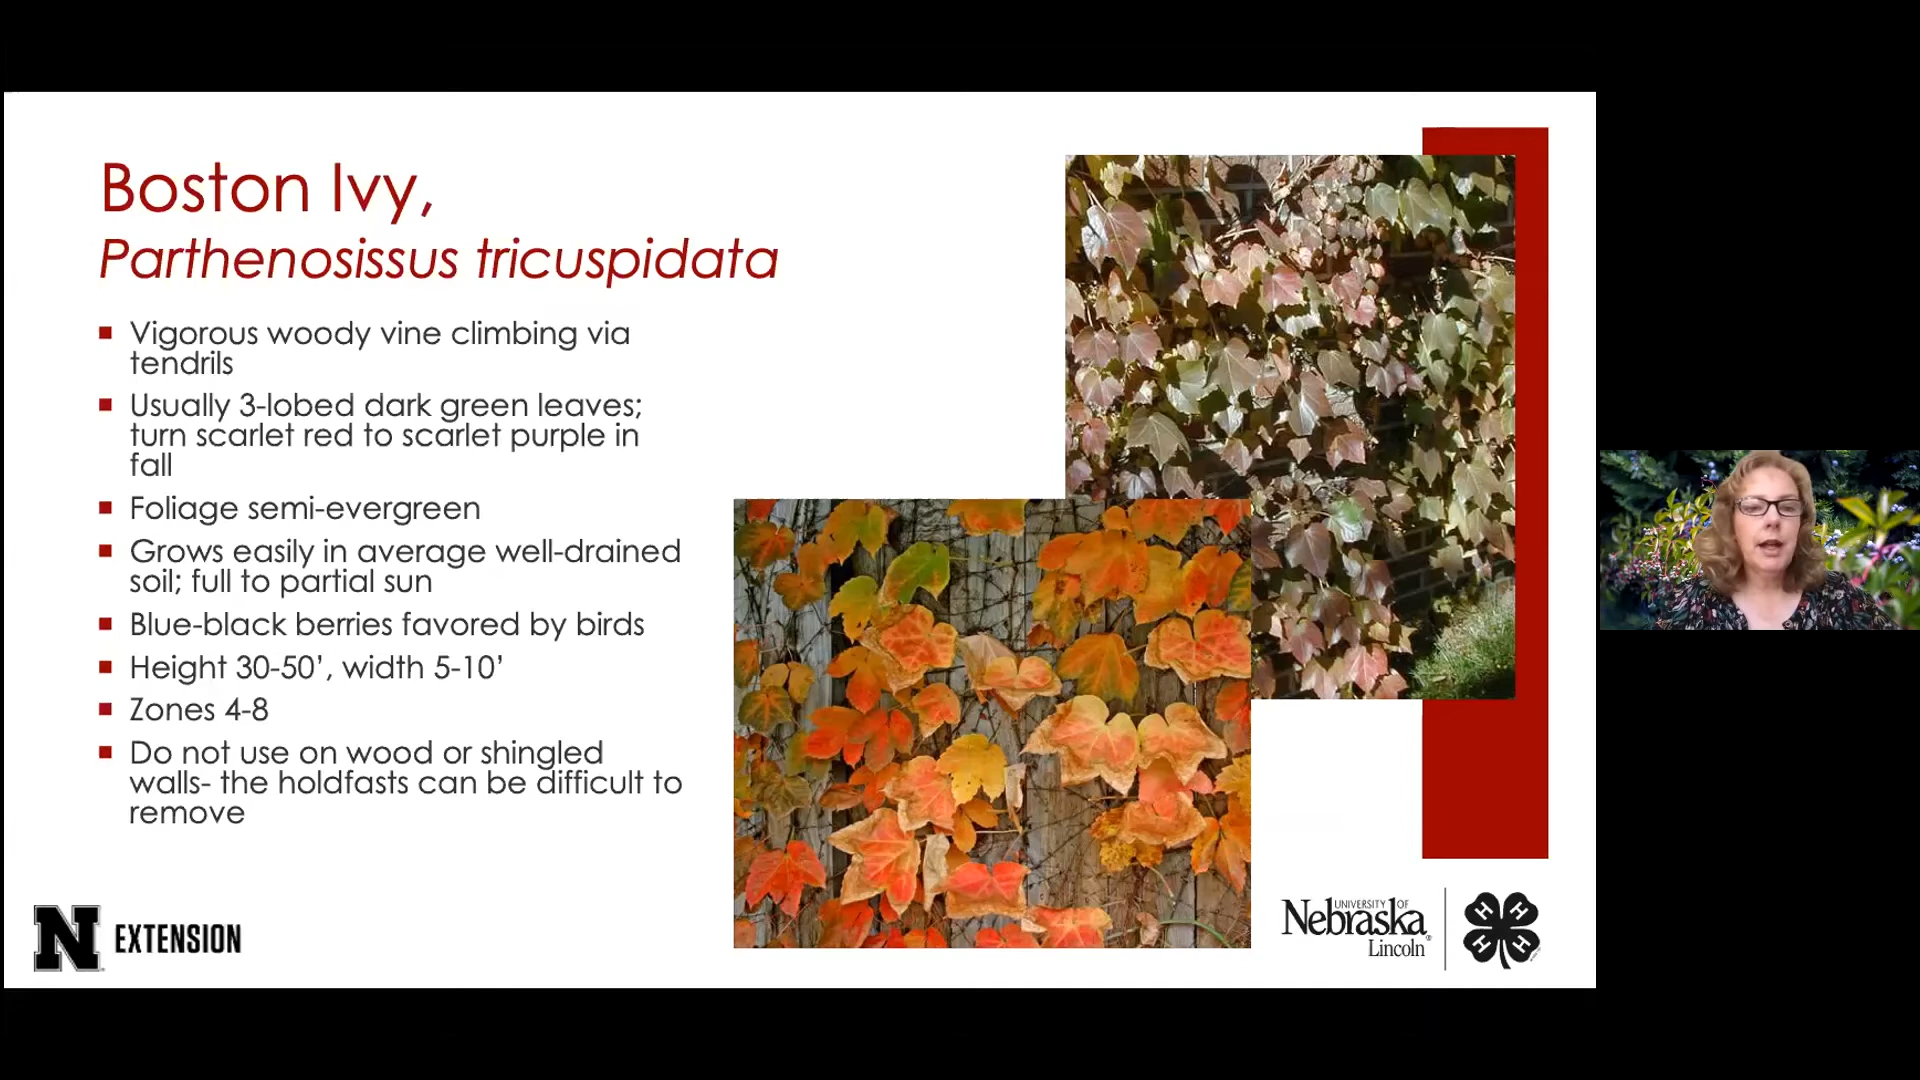 Boston Ivy,
Parthenosissus tricuspidata
Vigorous woody vine climbing via
tendrils
Usually 3-lobed dark green leaves;
turn scarlet red to scarlet purple in
fall
Foliage semi-evergreen
Grows easily in average well-drained
soil; full to partial sun
Blue-black berries favored by birds
Height 30-50’, width 5-10’
Zones 4-8
Do not use on wood or shingled
walls- the holdfasts can be difficult to
remove
N EXTENSION
UNIVERSITY OF
Nebraska
Lincoln
H H
H H